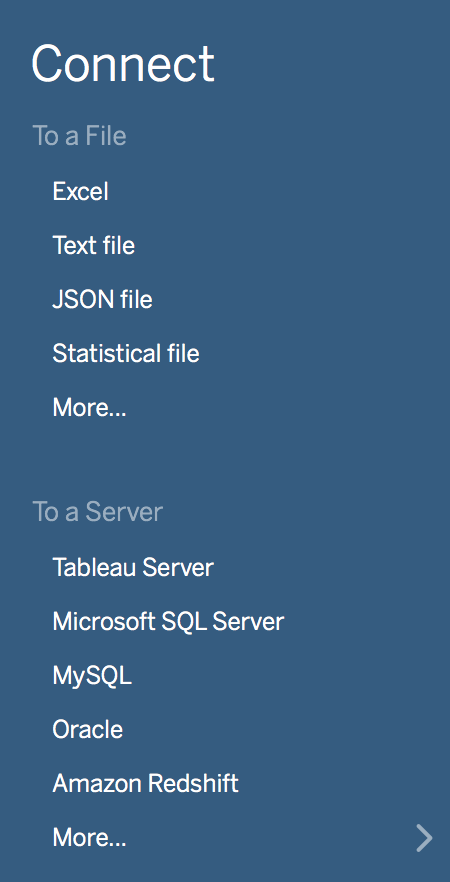 Connect
To a File
Excel
Text file
JSON file
Statistical file
More...
To a Server
Tableau Server
Microsoft SQL Server
MySQL
Oracle
Amazon Redshift
More...